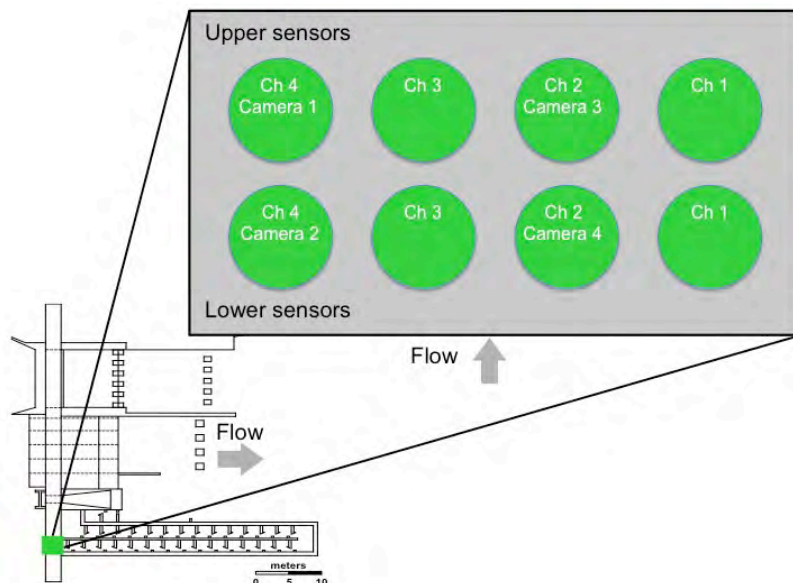 Upper sensors
Ch 4
Camera 1
Ch 3
Ch 2
Camera 3
Ch 1
Ch 4
Camera 2
Ch 3
Ch 2
Camera 4
Ch 1
Lower sensors
Flow
Flow
meters
0 5 10